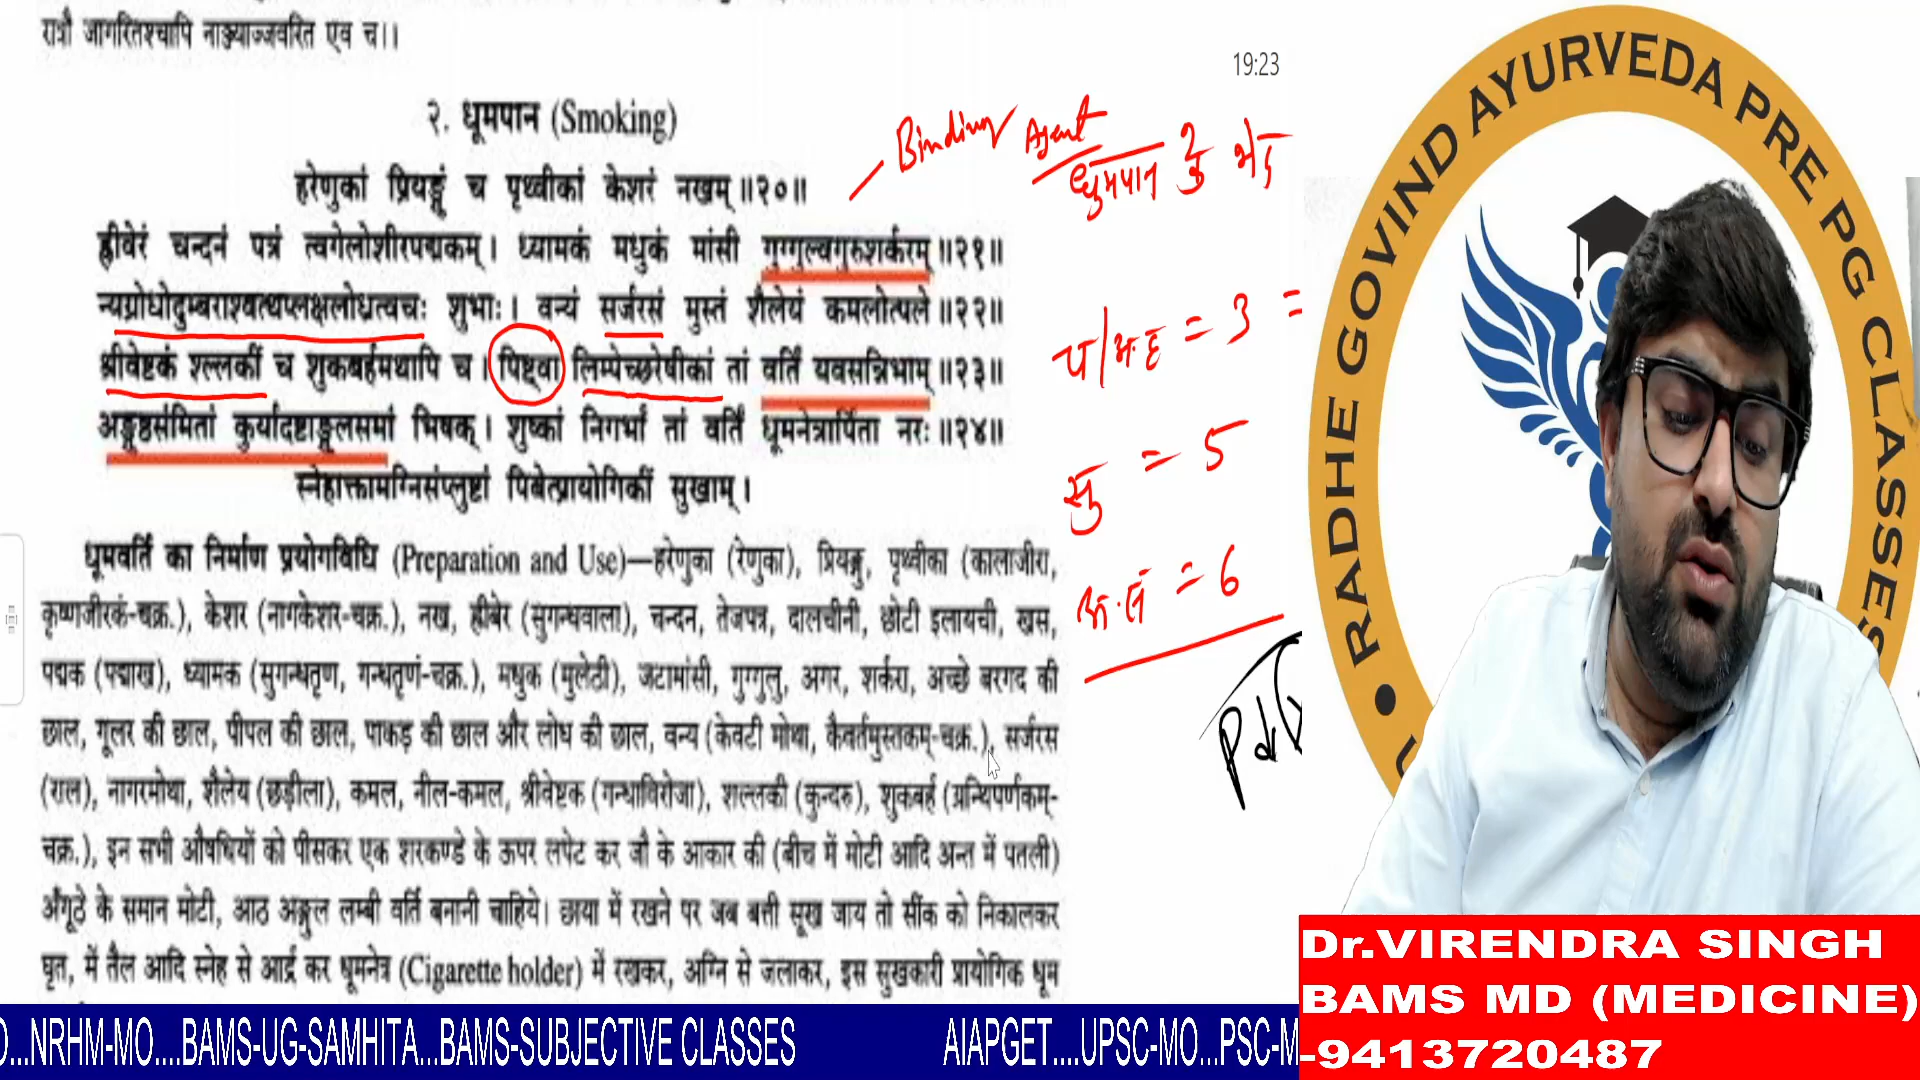 रात्रौ जागरितश्चापि नाञ्ज्याज्ज्वरित एव च।।
19:23
२. धूमपान (Smoking)
Binding Agent
धुमपान के भेद
हरेणुकां प्रियङ्गुं च पृथ्वीकां केशरं नखम्॥२०॥
ह्रीवेरं चन्दनं पत्रं त्वगेलोशीरपद्मकम्। ध्यामकं मधुकं मांसी गुग्गुल्वगुरुशर्करम्॥२१॥
न्यग्रोधोदुम्बराश्वत्थप्लक्षलोध्रत्वचः शुभाः। वन्यं सर्जरसं मुस्तं शैलेयं कमलोत्पले॥२२॥
श्रीवेष्टकं शल्लकीं च शुकबर्हमथापि च। पिष्ट्वा लिम्पेच्छरेषीकां तां वर्तिं यवसन्निभाम्॥२३॥
अङ्गुष्ठसंमितां कुर्यादष्टाङ्गुलसमां भिषक्। शुष्कां निगर्भां तां वर्तिं धूमनेत्रार्पितां नरः॥२४॥
स्नेहाक्तामग्निसंप्लुष्टां पिबेत्प्रायोगिकीं सुखाम्।
च/अ.ह = 3 =
सु = 5
अ.सं = 6
धूमवर्ति का निर्माण प्रयोगविधि (Preparation and Use)—हरेणुका (रेणुका), प्रियङ्गु, पृथ्वीका (कालाजीरा,
कृष्णजीरकं-चक्र.), केशर (नागकेशर-चक्र.), नख, ह्रीबेर (सुगन्धवाला), चन्दन, तेजपत्र, दालचीनी, छोटी इलायची, खस,
पद्मक (पद्माख), ध्यामक (सुगन्धतृण, गन्धतृणं-चक्र.), मधुक (मुलेठी), जटामांसी, गुग्गुलु, अगर, शर्करा, अच्छे बरगद की
छाल, गूलर की छाल, पीपल की छाल, पाकड़ की छाल और लोध की छाल, वन्य (केवटी मोथा, कैवर्तमुस्तकम्-चक्र.), सर्जरस
(राल), नागरमोथा, शैलेय (छड़ीला), कमल, नील-कमल, श्रीवेष्टक (गन्धाविरोजा), शल्लकी (कुन्दरु), शुकबर्ह (ग्रन्थिपर्णकम्-
चक्र.), इन सभी औषधियों को पीसकर एक शरकण्डे के ऊपर लपेट कर जौ के आकार की (बीच में मोटी आदि अन्त में पतली)
अँगूठे के समान मोटी, आठ अङ्गुल लम्बी वर्ति बनानी चाहिये। छाया में रखने पर जब बत्ती सूख जाय तो सींक को निकालकर
घृत, में तैल आदि स्नेह से आर्द्र कर धूमनेत्र (Cigarette holder) में रखकर, अग्नि से जलाकर, इस सुखकारी प्रायोगिक धूम
RADHE GOVIND AYURVEDA PRE PG CLASSES
Dr.VIRENDRA SINGH
BAMS MD (MEDICINE)
-9413720487
...NRHM-MO....BAMS-UG-SAMHITA...BAMS-SUBJECTIVE CLASSES AIAPGET....UPSC-MO...PSC-M